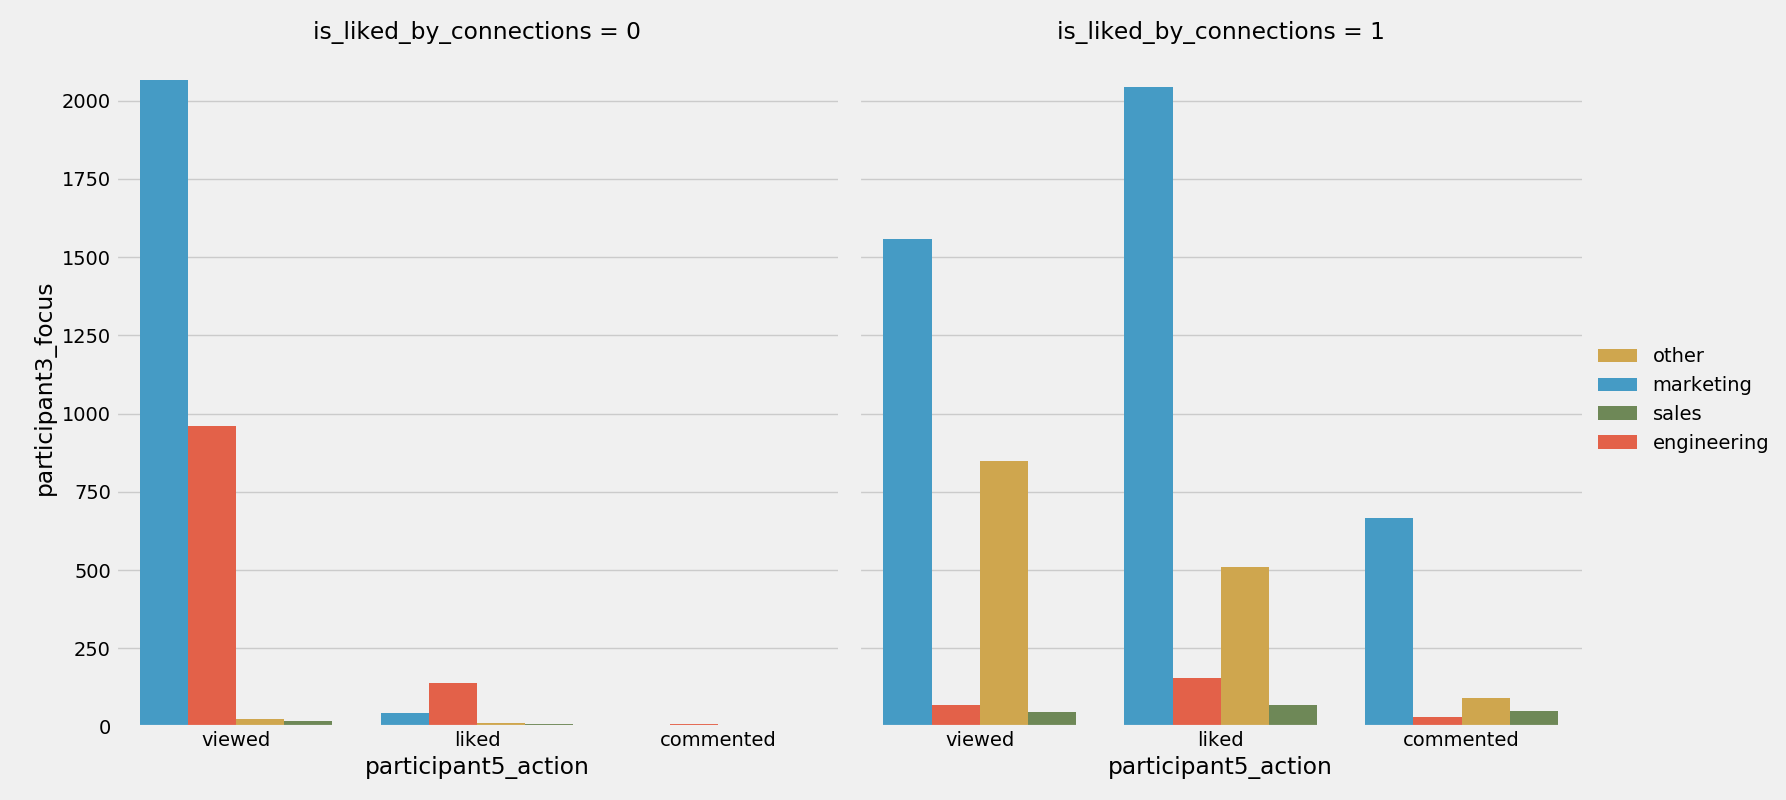 is_liked_by_connections = 0
is_liked_by_connections = 1
participant3_focus
2000
1750
1500
1250
1000
750
500
250
0
viewed
liked
commented
viewed
liked
commented
participant5_action
participant5_action
other
marketing
sales
engineering